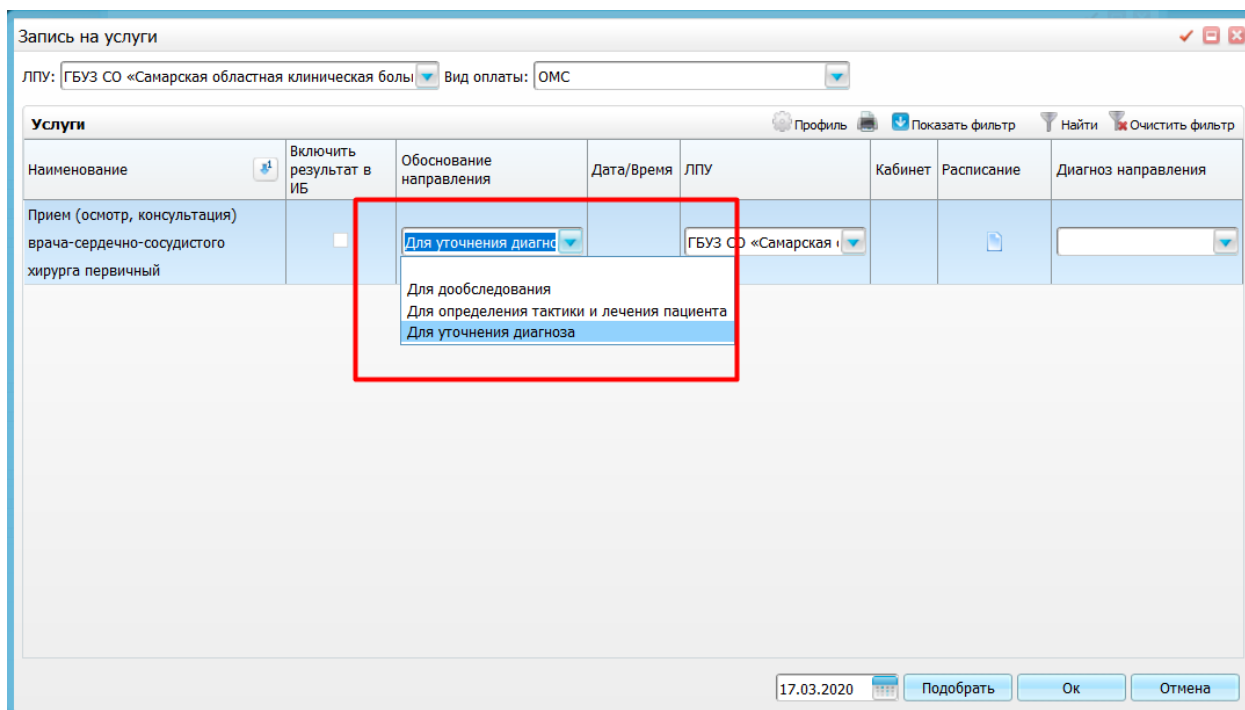 Запись на услуги
ЛПУ: ГБУЗ СО «Самарская областная клиническая боль Вид оплаты: ОМС
Услуги Профиль Показать фильтр Найти Очистить фильтр
Наименование
Включить результат в ИБ
Обоснование направления
Дата/Время
ЛПУ
Кабинет
Расписание
Диагноз направления
Прием (осмотр, консультация)
врача-сердечно-сосудистого
хирурга первичный
Для уточнения диагно
ГБУЗ СО «Самарская
Для дообследования
Для определения тактики и лечения пациента
Для уточнения диагноза
17.03.2020 Подобрать Ок Отмена